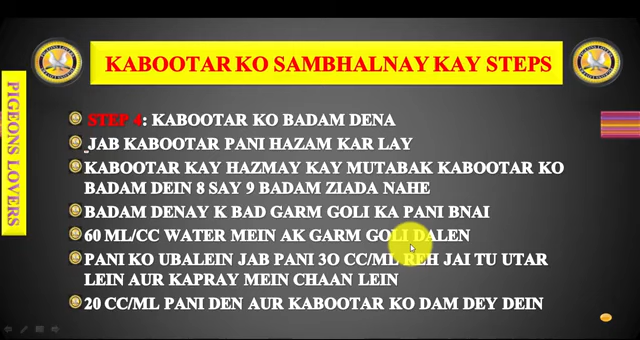 KABOOTAR KO SAMBHALNAY KAY STEPS
PIGEONS LOVERS
STEP 4: KABOOTAR KO BADAM DENA
JAB KABOOTAR PANI HAZAM KAR LAY
KABOOTAR KAY HAZMAY KAY MUTABAK KABOOTAR KO
BADAM DEIN 8 SAY 9 BADAM ZIADA NAHE
BADAM DENAY K BAD GARM GOLI KA PANI BNAI
60 ML/CC WATER MEIN AK GARM GOLI DALEN
PANI KO UBALEIN JAB PANI 3O CC/ML REH JAI TU UTAR
LEIN AUR KAPRAY MEIN CHAAN LEIN
20 CC/ML PANI DEN AUR KABOOTAR KO DAM DEY DEIN